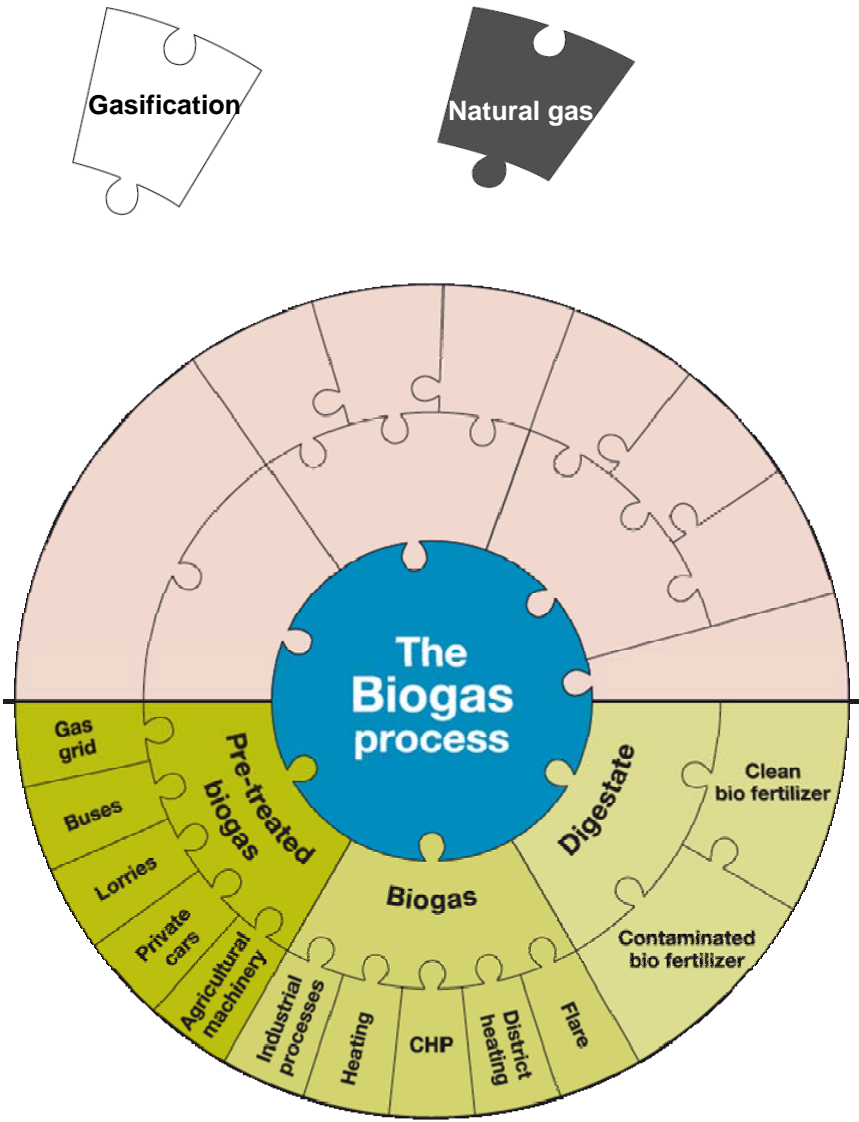 Gasification
Natural gas
The
Biogas
process
Gas
grid
Buses
Lorries
Private
cars
Agricultural
machinery
Pre-treated
biogas
Biogas
Industrial
processes
Heating
CHP
District
heating
Flare
Digestate
Clean
bio fertilizer
Contaminated
bio fertilizer